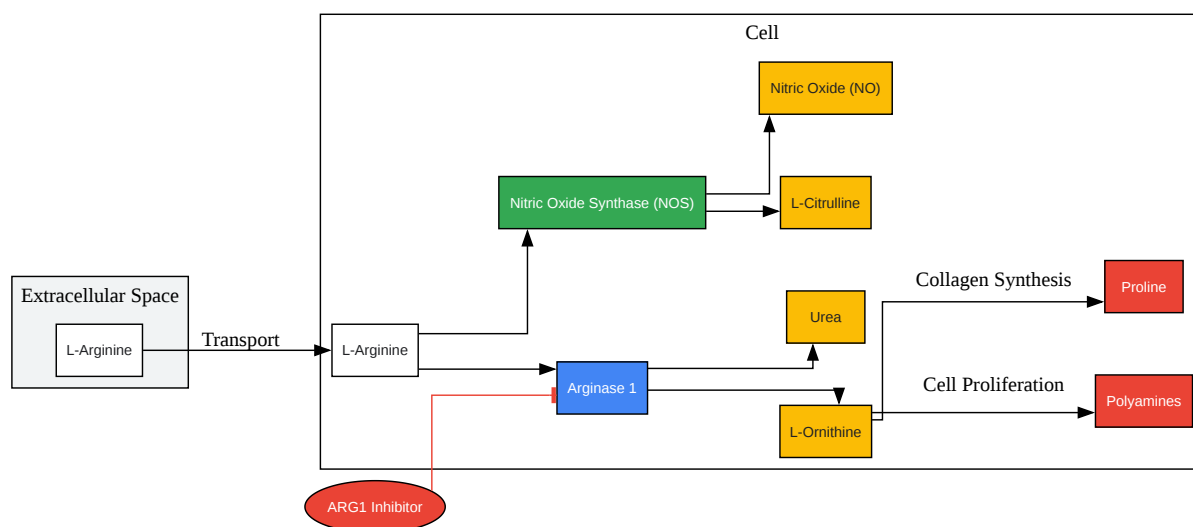 Cell
Nitric Oxide (NO)
Nitric Oxide Synthase (NOS)
L-Citrulline
Extracellular Space
L-Arginine
Transport
L-Arginine
Urea
Arginase 1
L-Ornithine
Collagen Synthesis
Proline
Cell Proliferation
Polyamines
ARG1 Inhibitor